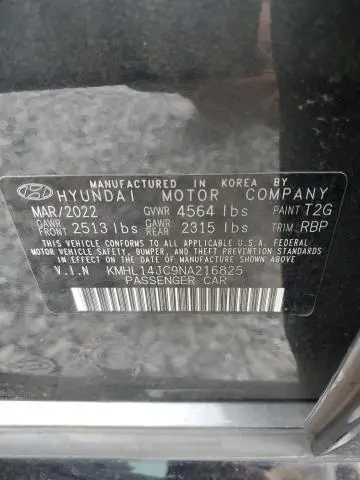 MANUFACTURED IN KOREA BY
HYUNDAI MOTOR COMPANY
MAR/2022 GVWR 4564 lbs PAINT T2G
GAWR FRONT 2513 lbs GAWR REAR 2315 lbs TRIM RBP
THIS VEHICLE CONFORMS TO ALL APPLICABLE U.S.A. FEDERAL
MOTOR VEHICLE SAFETY, BUMPER, AND THEFT PREVENTION STANDARDS
IN EFFECT ON THE DATE OF MANUFACTURE SHOWN ABOVE.
V.I.N KMHL14JC9NA216825
PASSENGER CAR